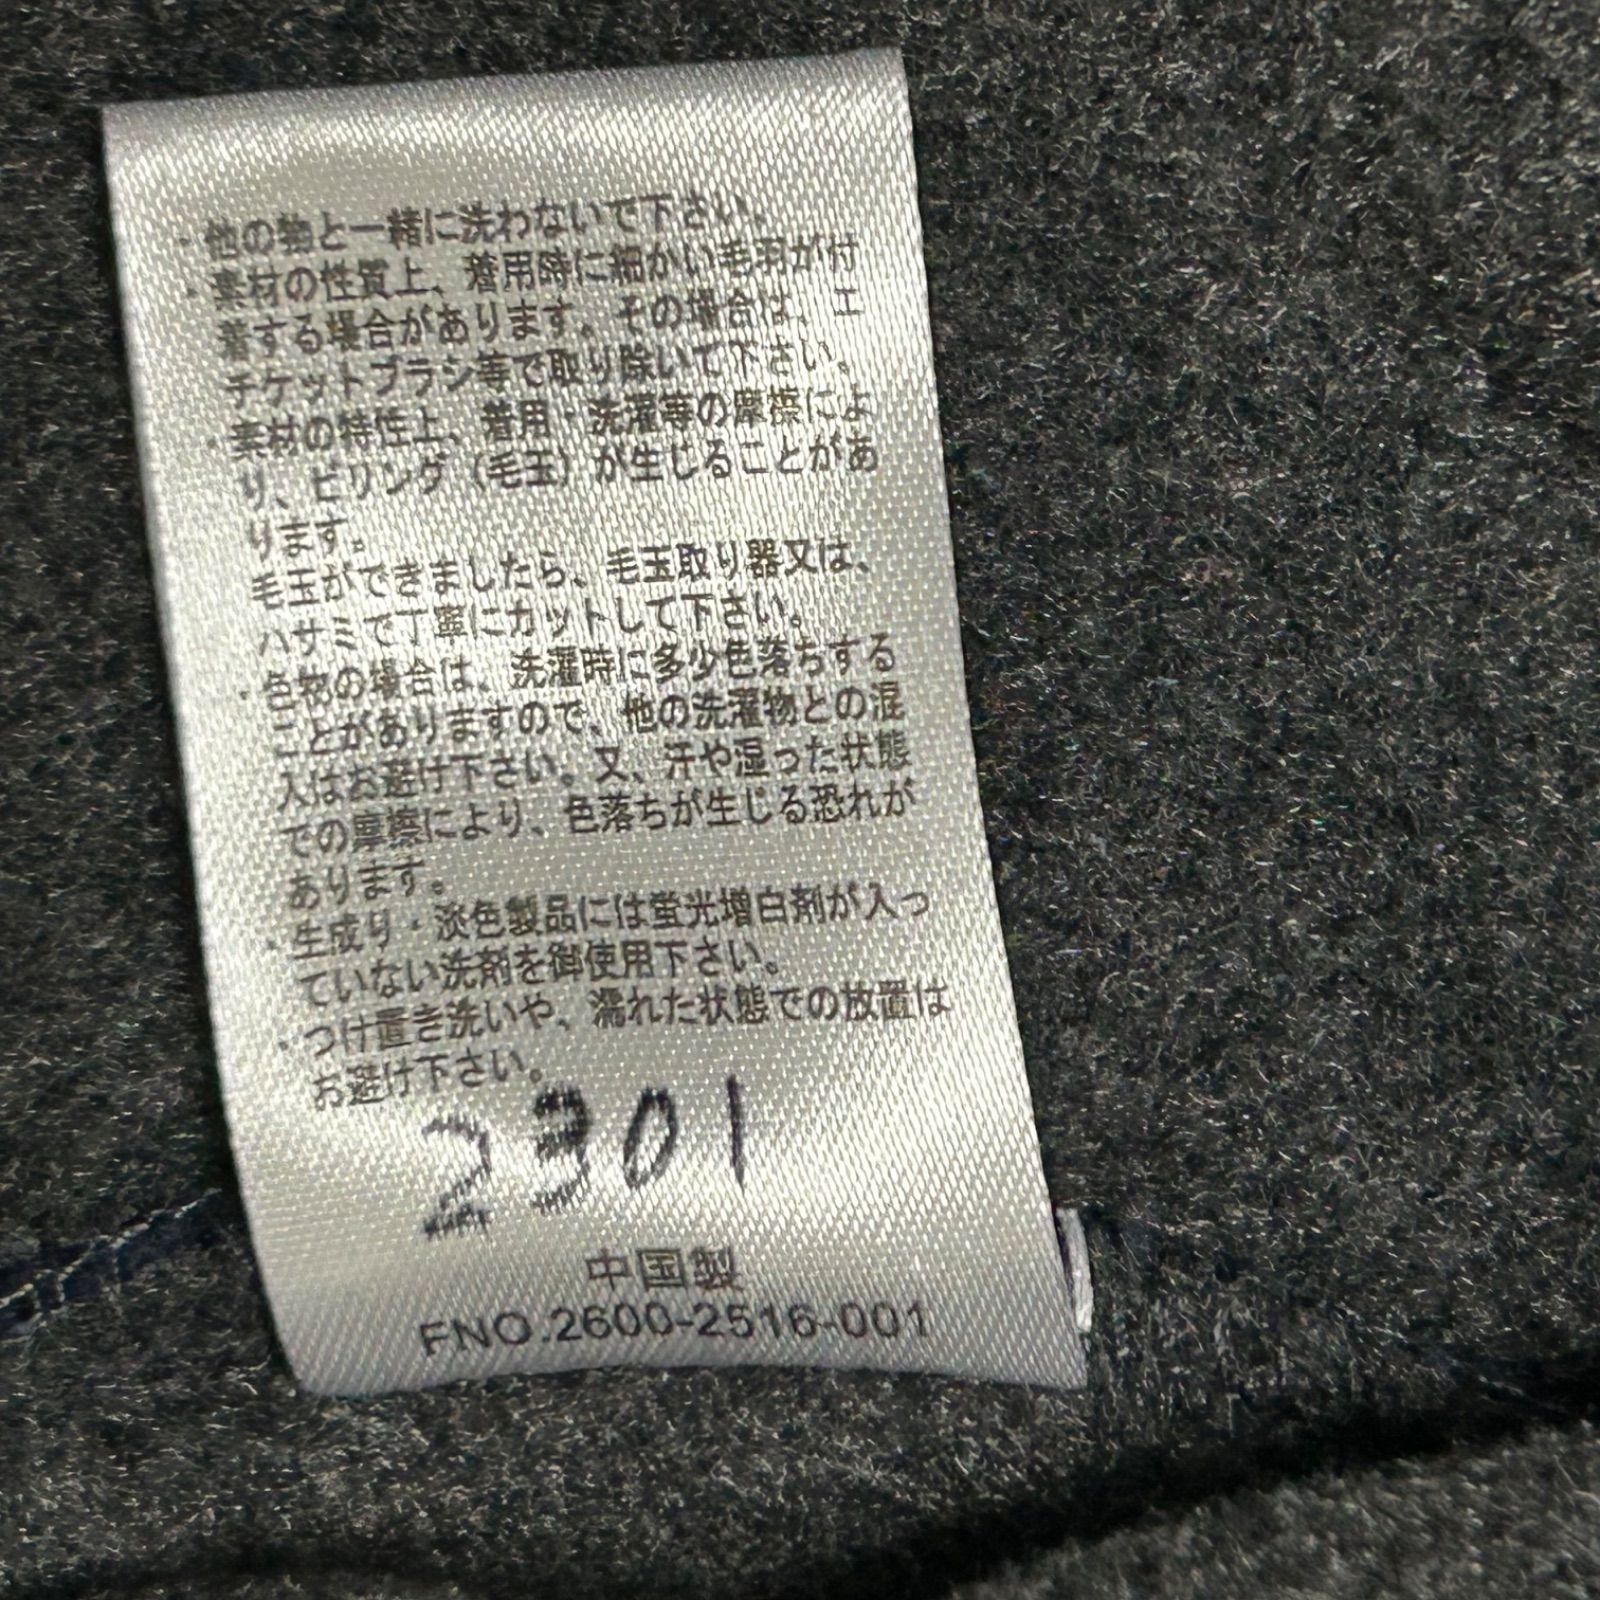 ・他の物と一緒に洗わないで下さい。
・素材の性質上、着用時に細かい毛羽が付
着する場合があります。その場合は、エ
チケットブラシ等で取り除いて下さい。
・素材の特性上、着用・洗濯等の摩擦によ
り、ピリング（毛玉）が生じることがあ
ります。
毛玉ができましたら、毛玉取り器又は、
ハサミで丁寧にカットして下さい。
・色物の場合は、洗濯時に多少色落ちする
ことがありますので、他の洗濯物との混
入はお避け下さい。又、汗や湿った状態
での摩擦により、色落ちが生じる恐れが
あります。
・生成り・淡色製品には蛍光増白剤が入っ
ていない洗剤を御使用下さい。
・つけ置き洗いや、濡れた状態での放置は
お避け下さい。
2301
中国製
FNO.2600-2516-001